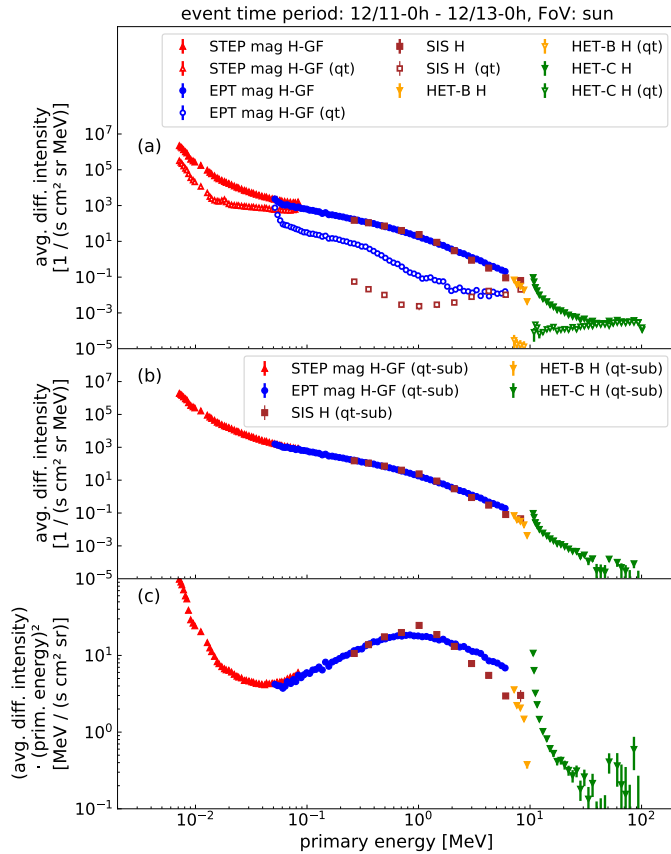 event time period: 12/11-0h - 12/13-0h, FoV: sun
STEP mag H-GF
STEP mag H-GF (qt)
EPT mag H-GF
EPT mag H-GF (qt)
SIS H
SIS H  (qt)
HET-B H
HET-B H (qt)
HET-C H
HET-C H (qt)
(a)
avg. diff. intensity
[1 / (s cm² sr MeV)]
10⁷
10⁵
10³
10¹
10⁻¹
10⁻³
10⁻⁵
STEP mag H-GF (qt-sub)
EPT mag H-GF (qt-sub)
SIS H (qt-sub)
HET-B H (qt-sub)
HET-C H (qt-sub)
(b)
avg. diff. intensity
[1 / (s cm² sr MeV)]
10⁷
10⁵
10³
10¹
10⁻¹
10⁻³
10⁻⁵
(c)
(avg. diff. intensity)
· (prim. energy)²
[MeV / (s cm² sr)]
10¹
10⁰
10⁻¹
10⁻² 10⁻¹ 10⁰ 10¹ 10²
primary energy [MeV]